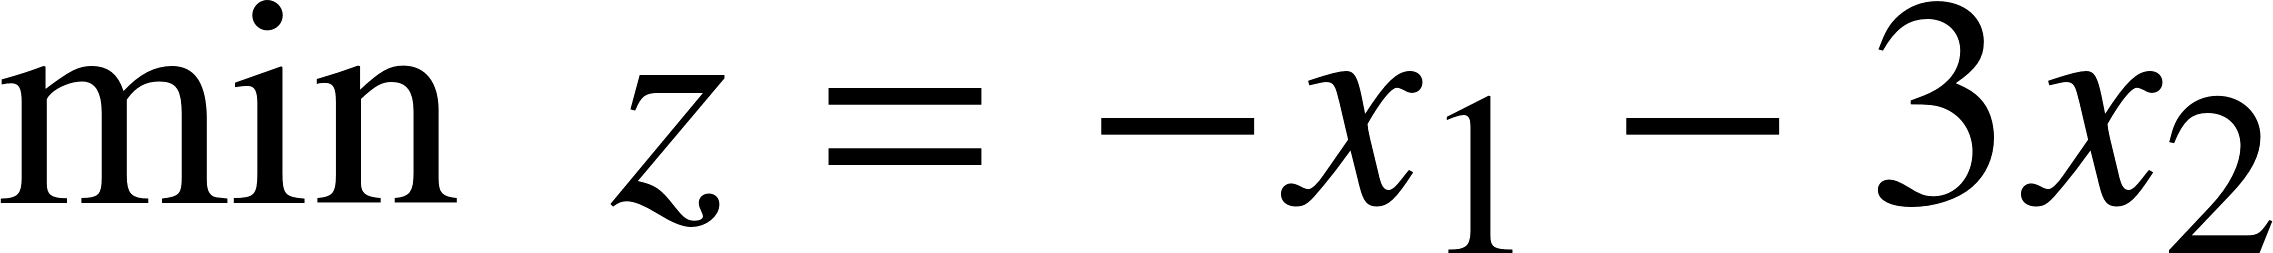 min z = −x₁ − 3x₂